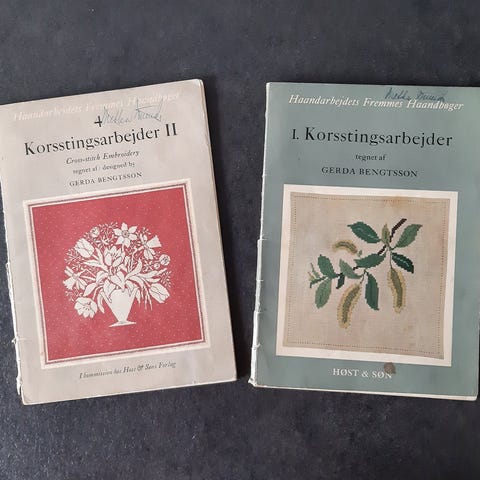 Haandarbejdets Fremmes Haandbøger
Korsstingsarbejder II
Cross-stitch Embroidery
tegnet af / designed by
GERDA BENGTSSON
I kommission hos Høst & Søns Forlag
Haandarbejdets Fremmes Haandbøger
I. Korsstingsarbejder
tegnet af
GERDA BENGTSSON
HØST & SØN